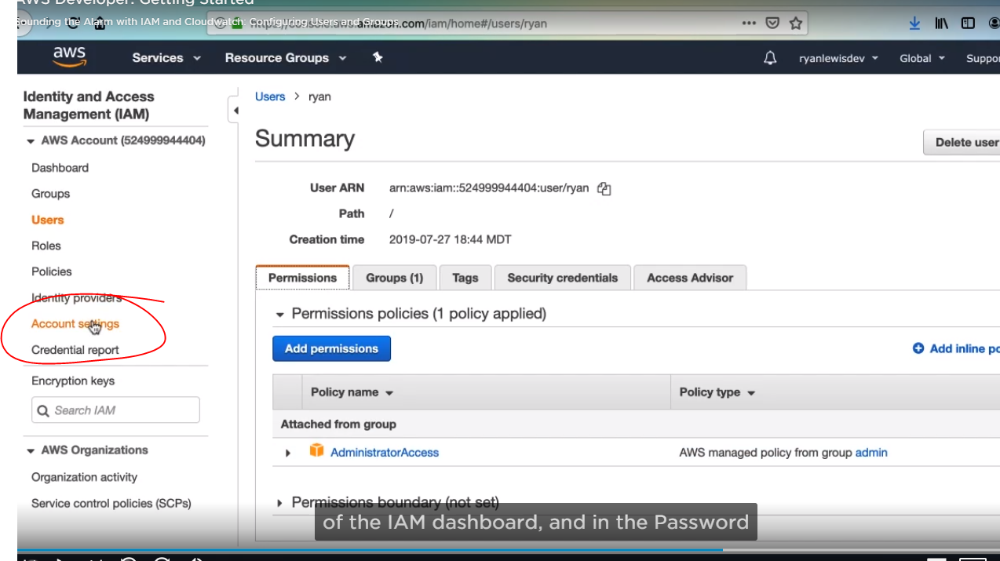 AWS Developer: Getting Started
Sounding the Alarm with IAM and Cloudwatch: Configuring Users and Groups
.com/iam/home#/users/ryan
aws
Services
Resource Groups
ryanlewisdev
Global
Suppor
Identity and Access
Management (IAM)
AWS Account (524999944404)
Dashboard
Groups
Users
Roles
Policies
Identity providers
Account settings
Credential report
Encryption keys
Search IAM
AWS Organizations
Organization activity
Service control policies (SCPs)
Users > ryan
Summary
Delete user
User ARN arn:aws:iam::524999944404:user/ryan
Path /
Creation time 2019-07-27 18:44 MDT
Permissions
Groups (1)
Tags
Security credentials
Access Advisor
Permissions policies (1 policy applied)
Add permissions
Add inline po
Policy name
Policy type
Attached from group
AdministratorAccess
AWS managed policy from group admin
Permissions boundary (not set)
of the IAM dashboard, and in the Password